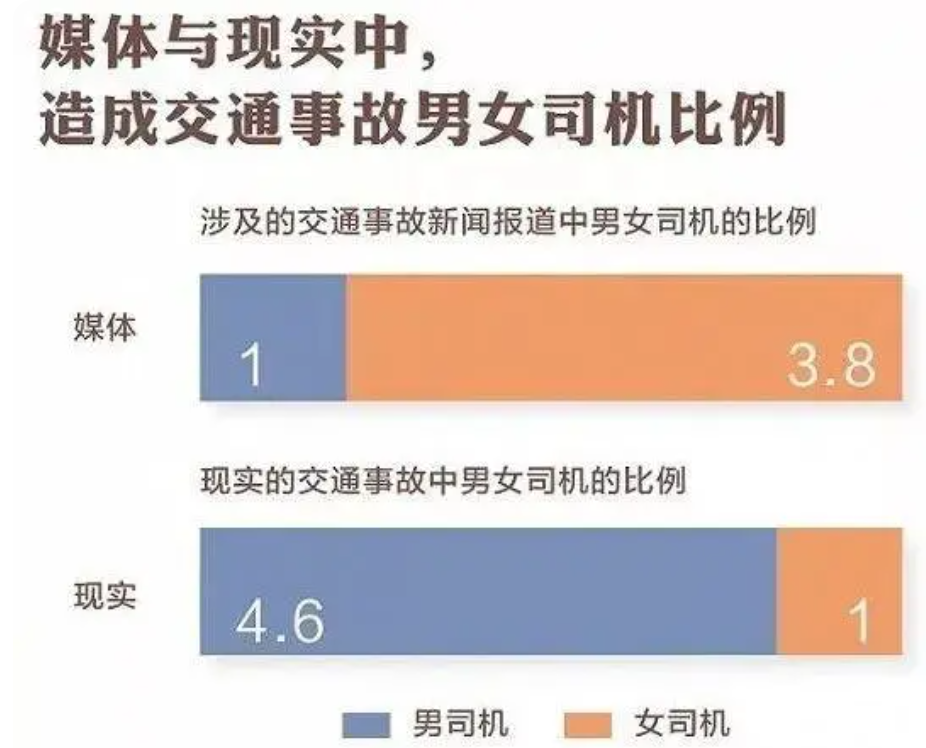 媒体与现实中，
造成交通事故男女司机比例
涉及的交通事故新闻报道中男女司机的比例
媒体
1
3.8
现实的交通事故中男女司机的比例
现实
4.6
1
男司机
女司机